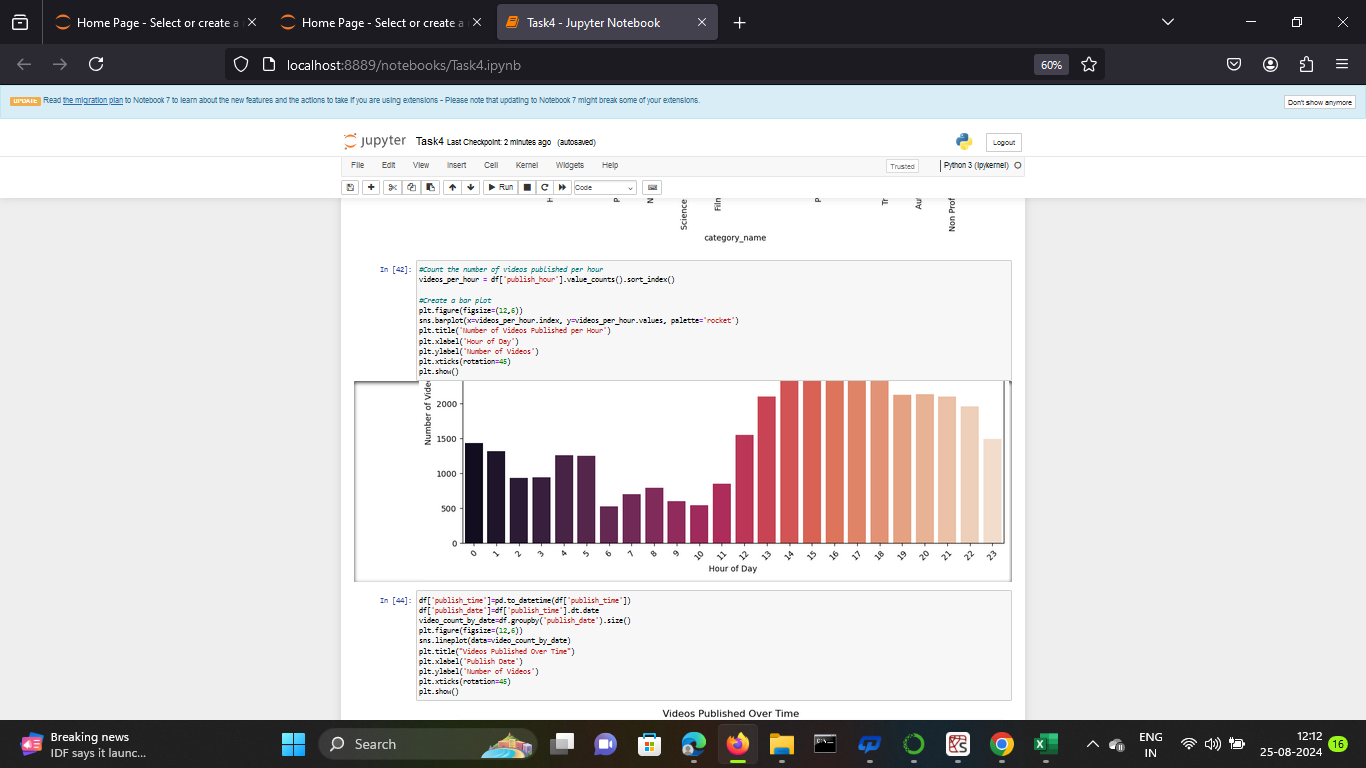 Home Page - Select or create a
Home Page - Select or create a
Task4 - Jupyter Notebook
localhost:8889/notebooks/Task4.ipynb
60%
UPDATE Read the migration plan to Notebook 7 to learn about the new features and the actions to take if you are using extensions - Please note that updating to Notebook 7 might break some of your extensions.
Don't show anymore
jupyter Task4 Last Checkpoint: 2 minutes ago (autosaved)
Logout
File Edit View Insert Cell Kernel Widgets Help
Trusted
Python 3 (ipykernel)
Run
Code
Science
Film
Non Prof
category_name
In [42]:
#Count the number of videos published per hour
videos_per_hour = df['publish_hour'].value_counts().sort_index()
#Create a bar plot
plt.figure(figsize=(12,6))
sns.barplot(x=videos_per_hour.index, y=videos_per_hour.values, palette='rocket')
plt.title('Number of Videos Published per Hour')
plt.xlabel('Hour of Day')
plt.ylabel('Number of Videos')
plt.xticks(rotation=45)
plt.show()
Number of Vide
2000
1500
1000
500
0
0 1 2 3 4 5 6 7 8 9 10 11 12 13 14 15 16 17 18 19 20 21 22 23
Hour of Day
In [44]:
df['publish_time']=pd.to_datetime(df['publish_time'])
df['publish_date']=df['publish_time'].dt.date
video_count_by_date=df.groupby('publish_date').size()
plt.figure(figsize=(12,6))
sns.lineplot(data=video_count_by_date)
plt.title("Videos Published Over Time")
plt.xlabel('Publish Date')
plt.ylabel('Number of Videos')
plt.xticks(rotation=45)
plt.show()
Videos Published Over Time
Breaking news
IDF says it launc...
Search
ENG
IN
12:12
25-08-2024
16